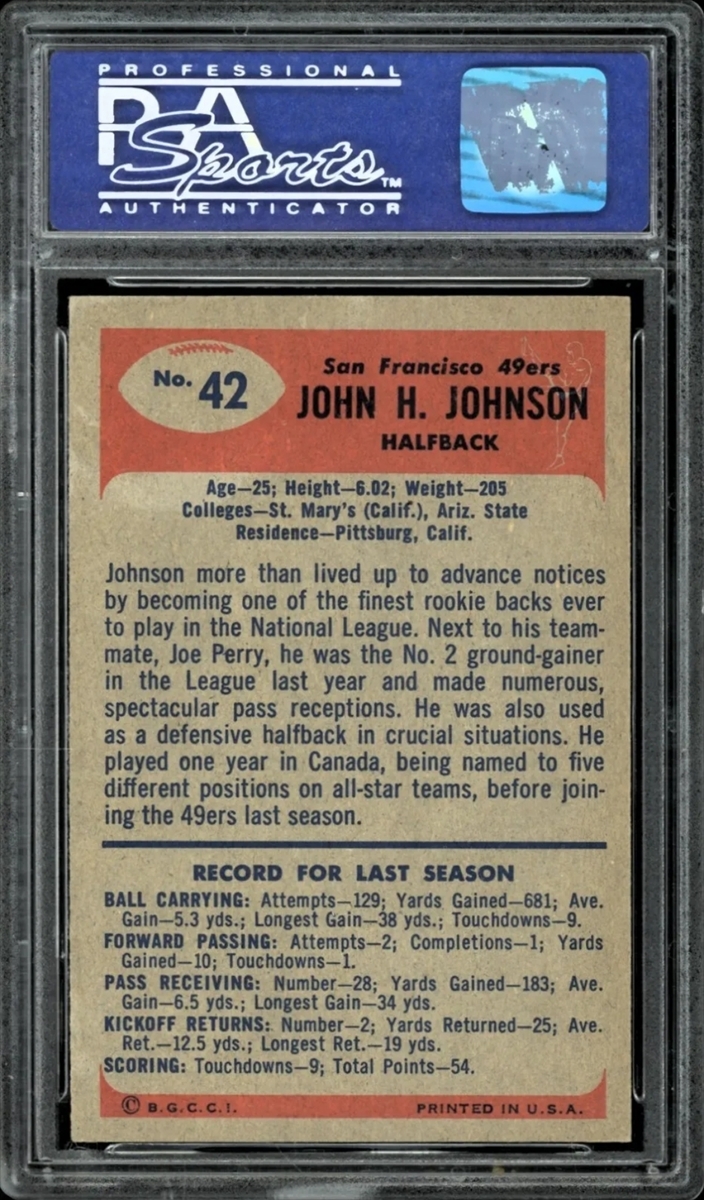 PROFESSIONAL
PSA
Sports™
AUTHENTICATOR
No. 42
San Francisco 49ers
JOHN H. JOHNSON
HALFBACK
Age—25; Height—6.02; Weight—205
Colleges—St. Mary's (Calif.), Ariz. State
Residence—Pittsburg, Calif.
Johnson more than lived up to advance notices
by becoming one of the finest rookie backs ever
to play in the National League. Next to his team-
mate, Joe Perry, he was the No. 2 ground-gainer
in the League last year and made numerous,
spectacular pass receptions. He was also used
as a defensive halfback in crucial situations. He
played one year in Canada, being named to five
different positions on all-star teams, before join-
ing the 49ers last season.
RECORD FOR LAST SEASON
BALL CARRYING: Attempts—129; Yards Gained—681; Ave.
Gain—5.3 yds.; Longest Gain—38 yds.; Touchdowns—9.
FORWARD PASSING: Attempts—2; Completions—1; Yards
Gained—10; Touchdowns—1.
PASS RECEIVING: Number—28; Yards Gained—183; Ave.
Gain—6.5 yds.; Longest Gain—34 yds.
KICKOFF RETURNS: Number—2; Yards Returned—25; Ave.
Ret.—12.5 yds.; Longest Ret.—19 yds.
SCORING: Touchdowns—9; Total Points—54.
© B.G.C.C.I.
PRINTED IN U.S.A.